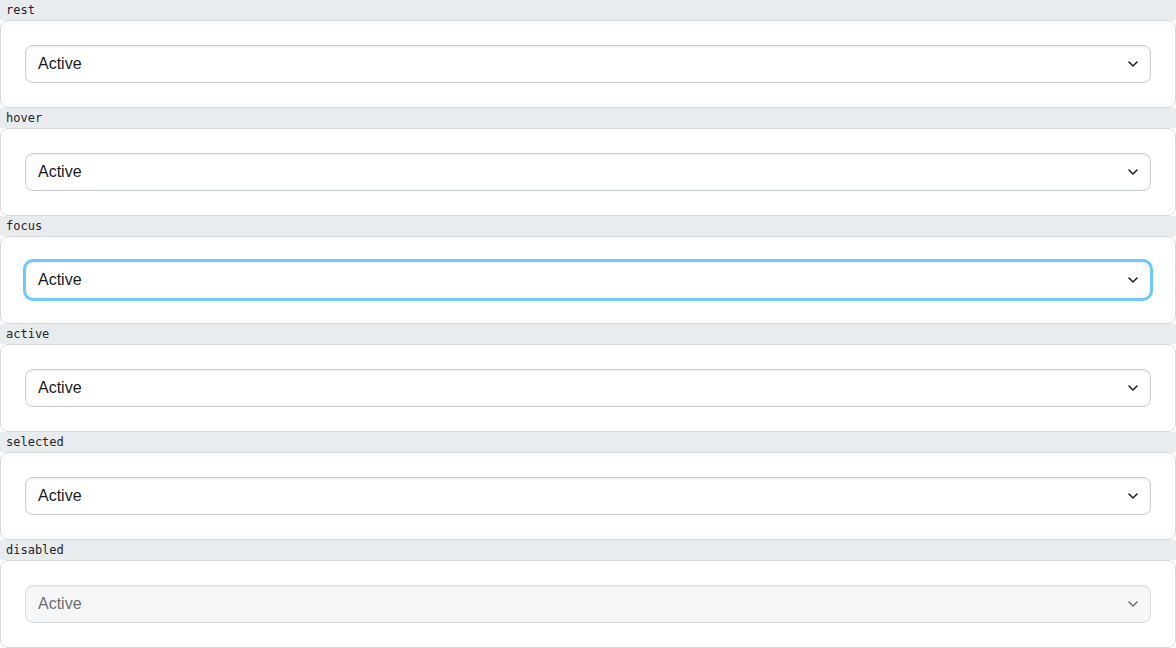 rest
Active
hover
Active
focus
Active
active
Active
selected
Active
disabled
Active